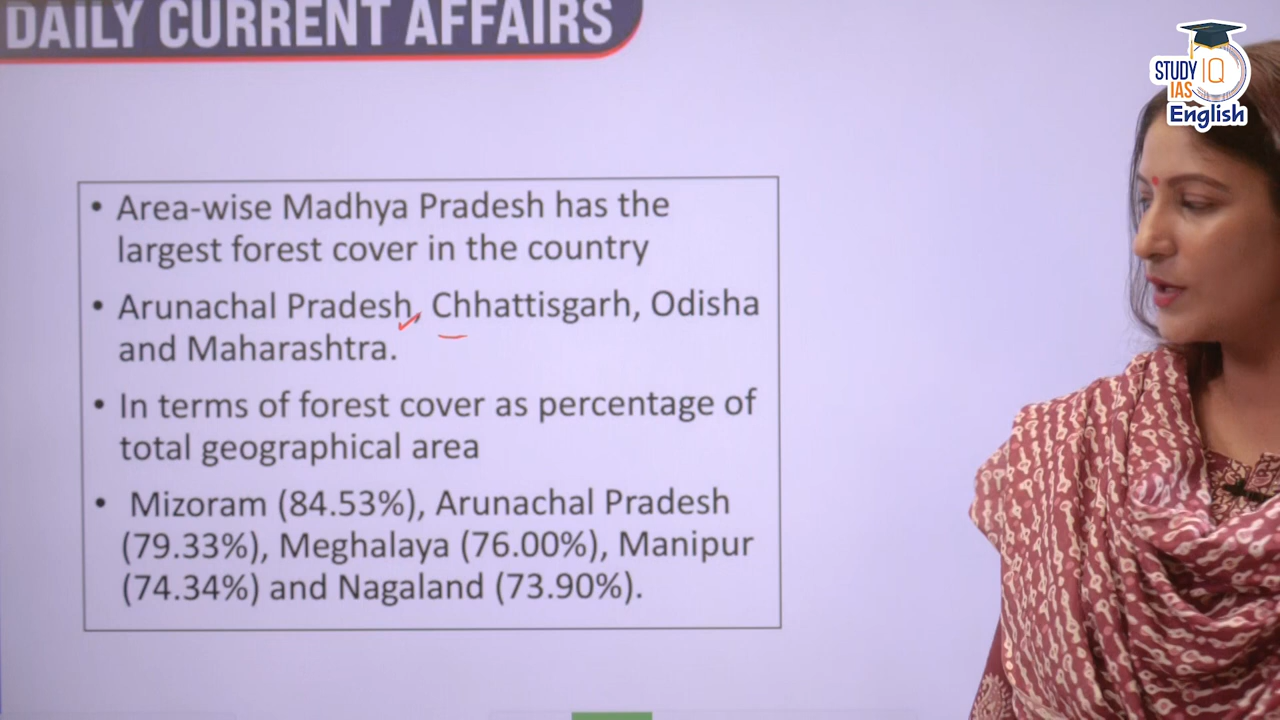 DAILY CURRENT AFFAIRS
STUDY IQ
IAS
English
• Area-wise Madhya Pradesh has the
largest forest cover in the country
• Arunachal Pradesh, Chhattisgarh, Odisha
and Maharashtra.
• In terms of forest cover as percentage of
total geographical area
• Mizoram (84.53%), Arunachal Pradesh
(79.33%), Meghalaya (76.00%), Manipur
(74.34%) and Nagaland (73.90%).